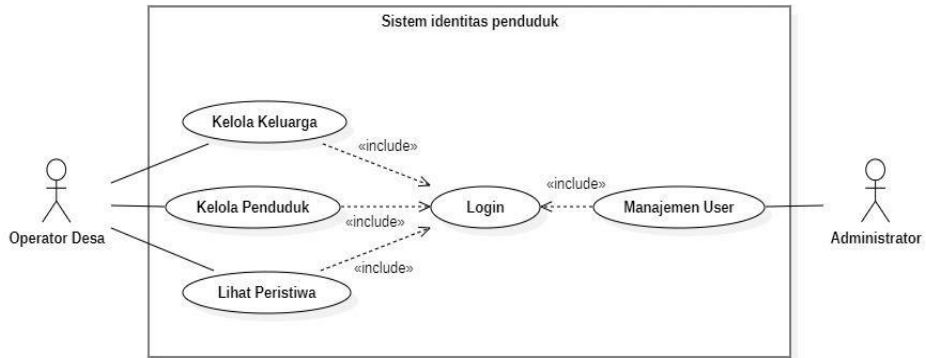 Sistem identitas penduduk
Kelola Keluarga
«include»
«include»
Kelola Penduduk
Login
Manajemen User
«include»
Operator Desa
Administrator
«include»
Lihat Peristiwa